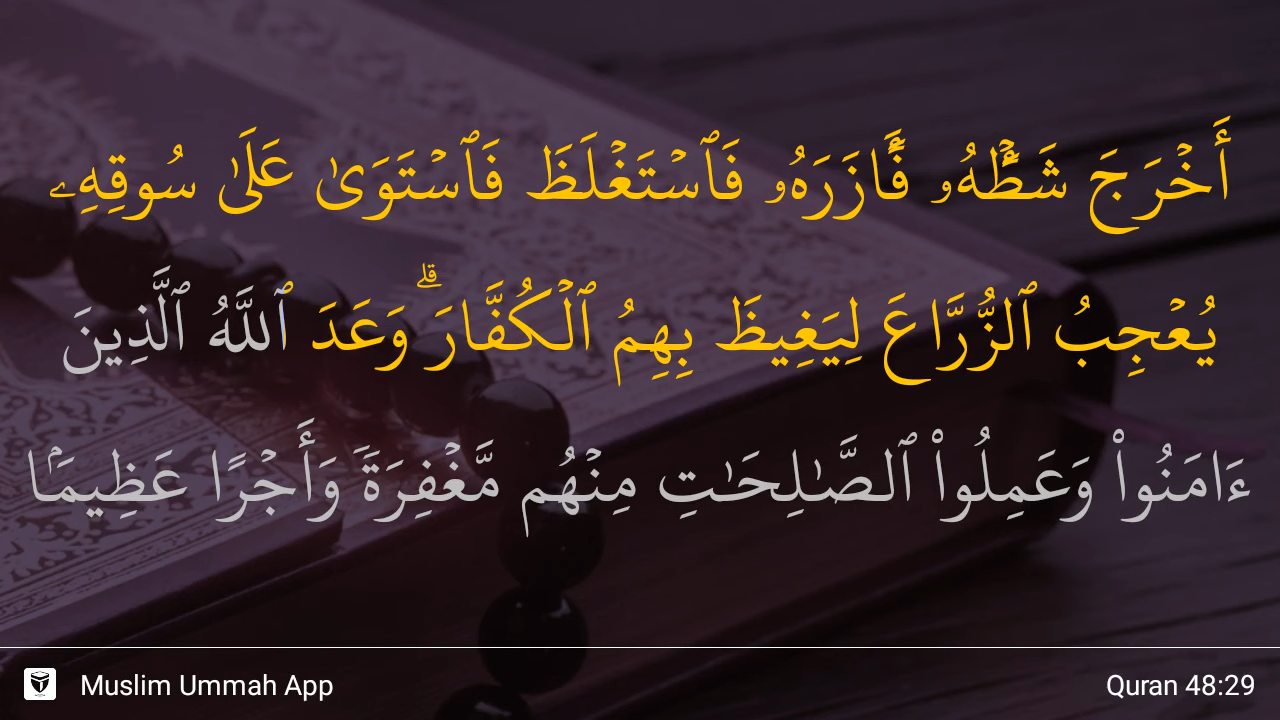 أَخۡرَجَ شَطۡـَٔهُۥ فَـَٔازَرَهُۥ فَٱسۡتَغۡلَظَ فَٱسۡتَوَىٰ عَلَىٰ سُوقِهِۦ
يُعۡجِبُ ٱلزُّرَّاعَ لِيَغِيظَ بِهِمُ ٱلۡكُفَّارَۗ وَعَدَ ٱللَّهُ ٱلَّذِينَ
ءَامَنُواْ وَعَمِلُواْ ٱلصَّـٰلِحَـٰتِ مِنۡهُم مَّغۡفِرَةٗ وَأَجۡرًا عَظِيمَۢا
Muslim Ummah App
Quran 48:29